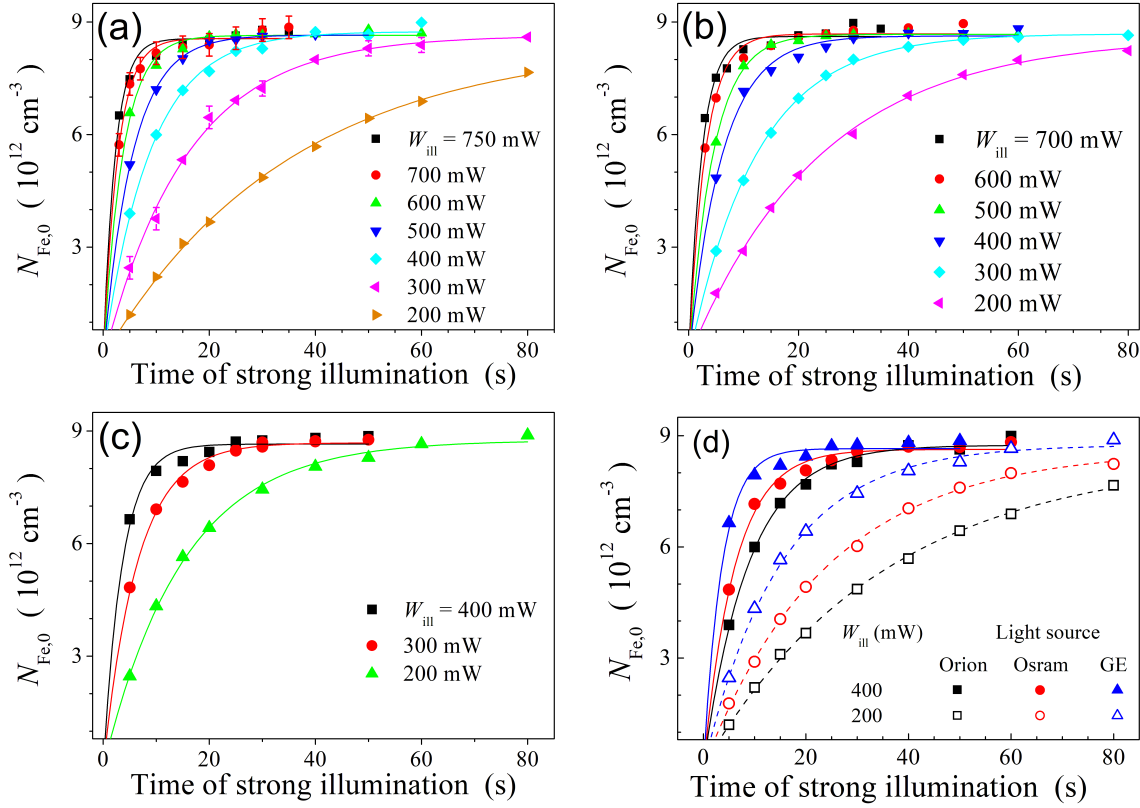 (a)
9
6
3
0
20
40
60
80
N_Fe,0 ( 10^12 cm^-3 )
Time of strong illumination (s)
W_ill = 750 mW
700 mW
600 mW
500 mW
400 mW
300 mW
200 mW
(b)
9
6
3
0
20
40
60
80
N_Fe,0 ( 10^12 cm^-3 )
Time of strong illumination (s)
W_ill = 700 mW
600 mW
500 mW
400 mW
300 mW
200 mW
(c)
9
6
3
0
20
40
60
80
N_Fe,0 ( 10^12 cm^-3 )
Time of strong illumination (s)
W_ill = 400 mW
300 mW
200 mW
(d)
9
6
3
0
20
40
60
80
N_Fe,0 ( 10^12 cm^-3 )
Time of strong illumination (s)
W_ill (mW) Light source
Orion Osram GE
400
200